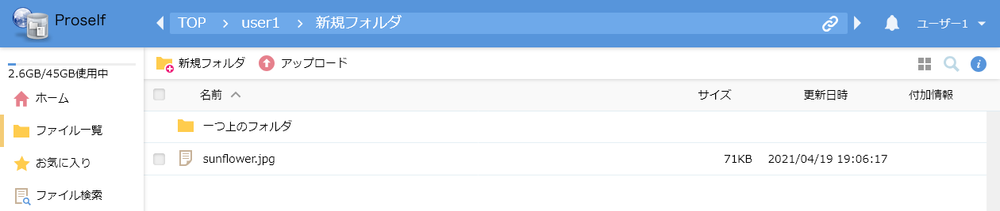 Proself
TOP > user1 > 新規フォルダ
ユーザー1
2.6GB/45GB使用中
ホーム
ファイル一覧
お気に入り
ファイル検索
新規フォルダ アップロード
名前 サイズ 更新日時 付加情報
一つ上のフォルダ
sunflower.jpg 71KB 2021/04/19 19:06:17